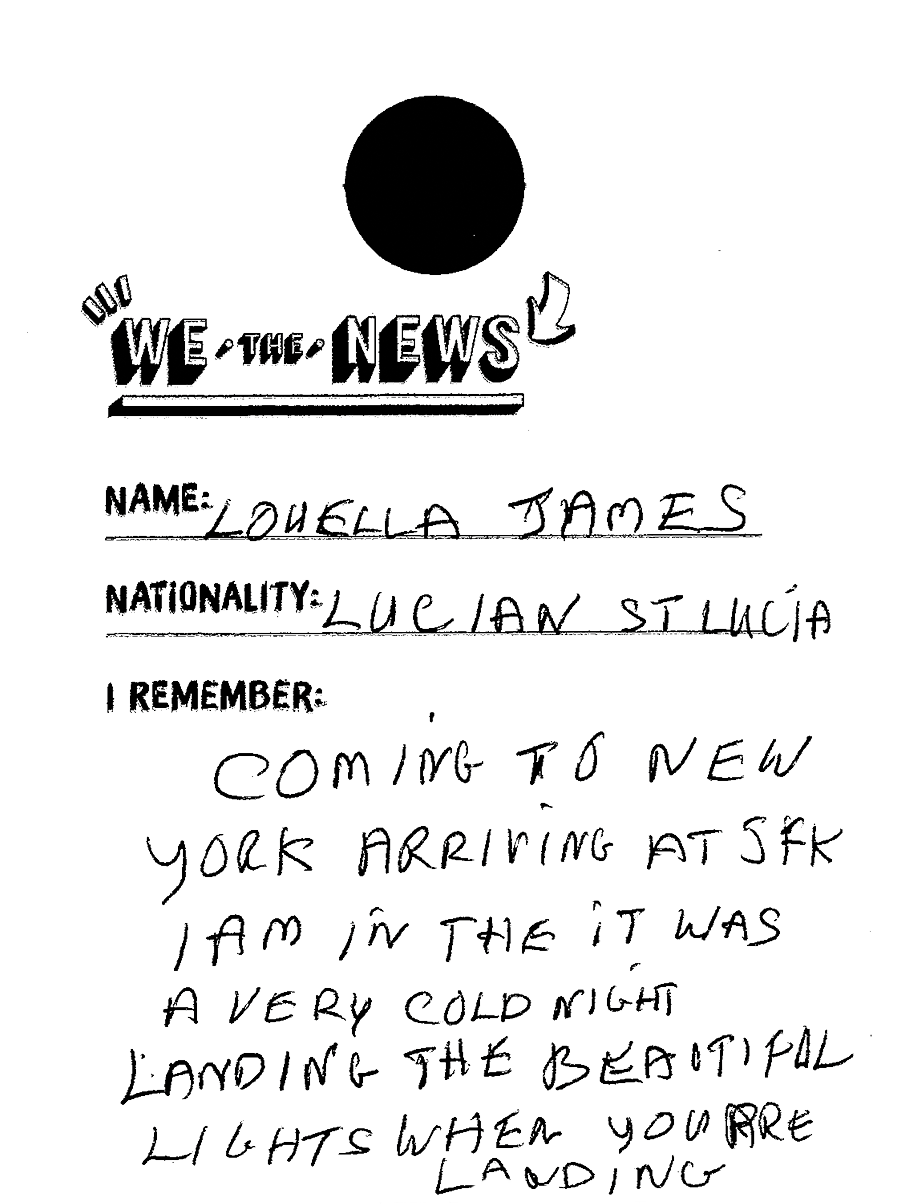 WE THE NEWS
NAME: LOUELLA JAMES
NATIONALITY: LUCIAN ST LUCIA
I REMEMBER:
COMING TO NEW
YORK ARRIVING AT JFK
I AM IN THE IT WAS
A VERY COLD NIGHT
LANDING THE BEAUTIFUL
LIGHTS WHEN YOU ARE
LANDING